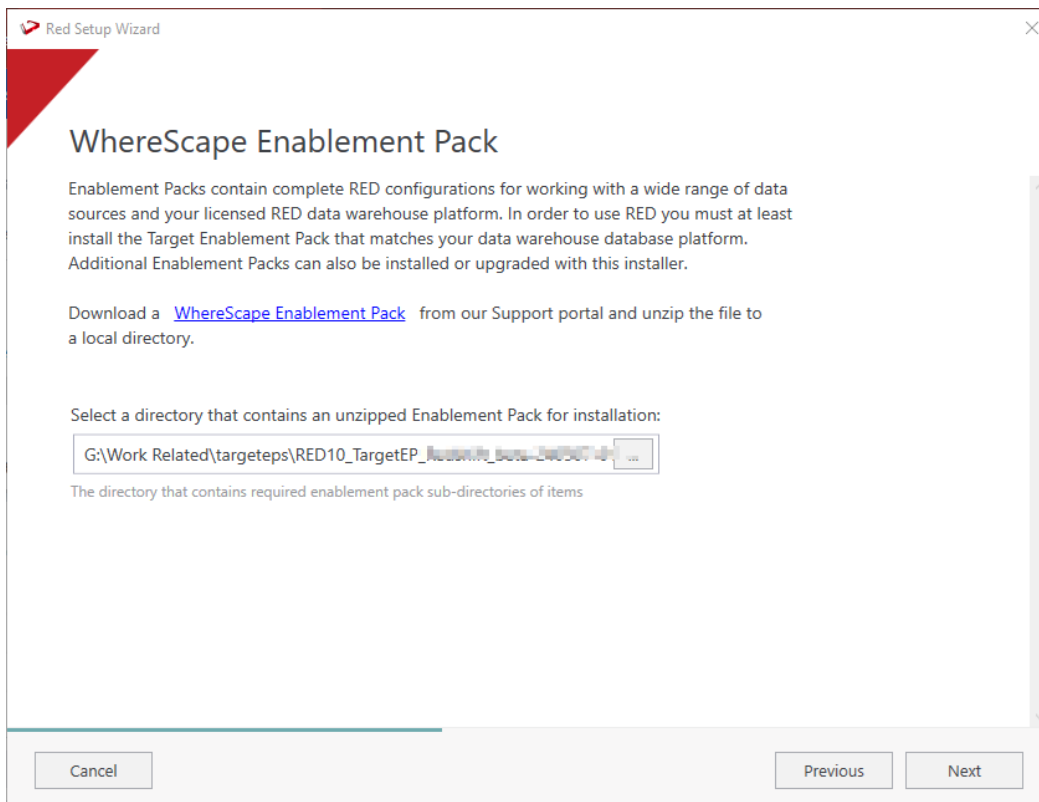 Red Setup Wizard
WhereScape Enablement Pack
Enablement Packs contain complete RED configurations for working with a wide range of data
sources and your licensed RED data warehouse platform. In order to use RED you must at least
install the Target Enablement Pack that matches your data warehouse database platform.
Additional Enablement Packs can also be installed or upgraded with this installer.
Download a WhereScape Enablement Pack from our Support portal and unzip the file to
a local directory.
Select a directory that contains an unzipped Enablement Pack for installation:
G:\Work Related\targeteps\RED10_TargetEP_ ...
The directory that contains required enablement pack sub-directories of items
Cancel Previous Next